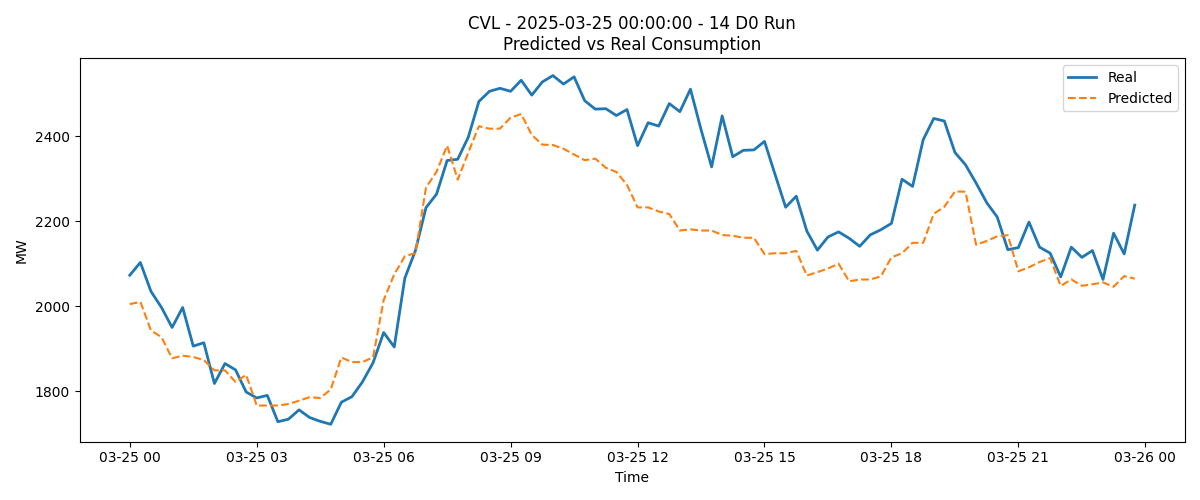 CVL - 2025-03-25 00:00:00 - 14 D0 Run
Predicted vs Real Consumption
Real
Predicted
MW
2400
2200
2000
1800
03-25 00
03-25 03
03-25 06
03-25 09
03-25 12
03-25 15
03-25 18
03-25 21
03-26 00
Time